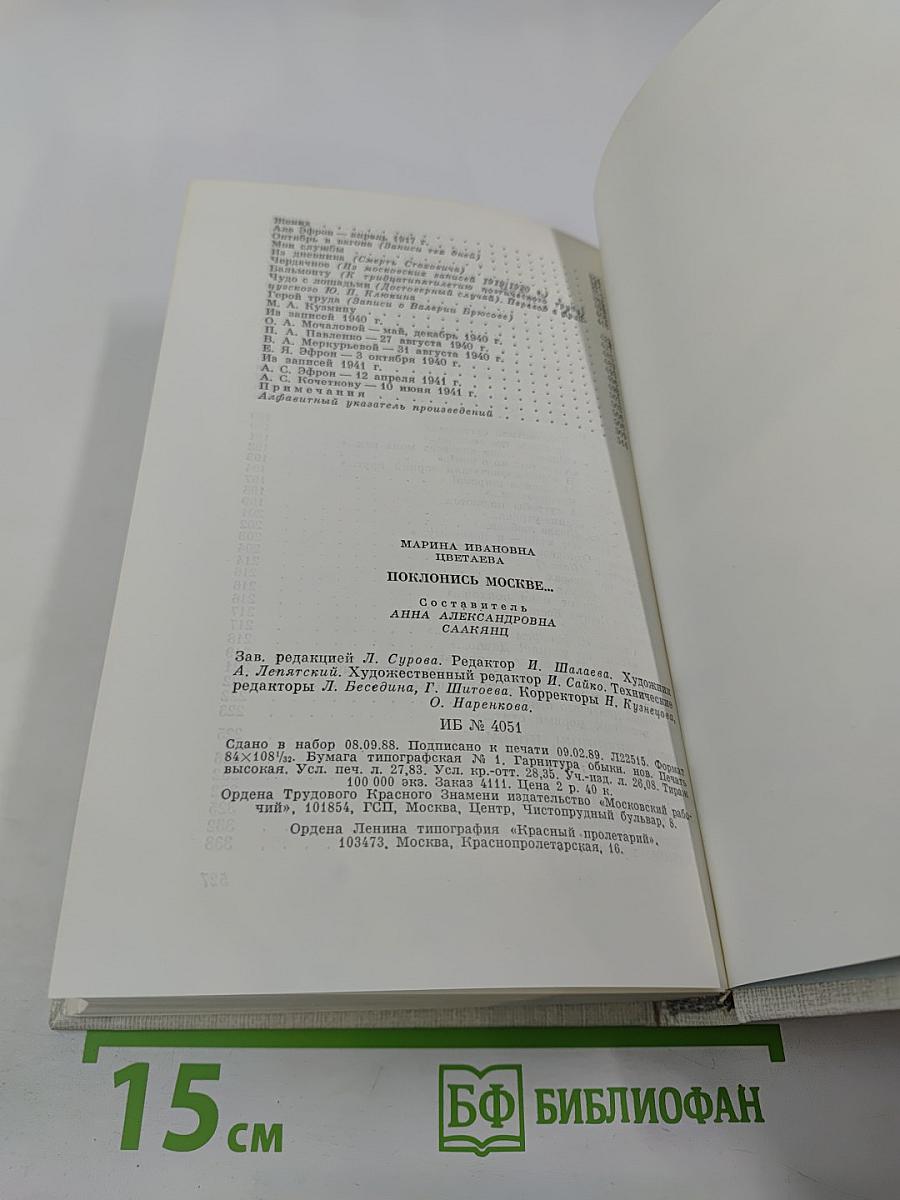 Жених
Але Эфрон — апрель 1917 г.
Октябрь в вагоне (Записи тех дней)
Мои службы
Из дневника (Смерть Стаховича)
Чердачное (Из московских записей 1919/1920 г.)
Бальмонту (К тридцатипятилетию поэтического труда)
Чудо с лошадьми (Достоверный случай). Перевод с фран-
цузского Ю. П. Клюкина
Герой труда (Записи о Валерии Брюсове)
М. А. Кузмину
Из записей 1940 г.
О. А. Мочаловой — май, декабрь 1940 г.
П. А. Павленко — 27 августа 1940 г.
В. А. Меркурьевой — 31 августа 1940 г.
Е. Я. Эфрон — 3 октября 1940 г.
Из записей 1941 г.
А. С. Эфрон — 12 апреля 1941 г.
А. С. Кочеткову — 10 июня 1941 г.
Примечания
Алфавитный указатель произведений
МАРИНА ИВАНОВНА
ЦВЕТАЕВА
ПОКЛОНИСЬ МОСКВЕ...
Составитель
АННА АЛЕКСАНДРОВНА
СААКЯНЦ
Зав. редакцией Л. Сурова. Редактор И. Шалаева. Художник
А. Лепятский. Художественный редактор И. Сайко. Технические
редакторы Л. Беседина, Г. Шитоева. Корректоры Н. Кузнецова,
О. Наренкова.
ИБ № 4051
Сдано в набор 08.09.88. Подписано к печати 09.02.89. Л22515. Формат
84×108¹/₃₂. Бумага типографская № 1. Гарнитура обыкн. нов. Печать
высокая. Усл. печ. л. 27,83. Усл. кр.-отт. 28,35. Уч.-изд. л. 26,08. Тираж
100 000 экз. Заказ 4111. Цена 2 р. 40 к.
Ордена Трудового Красного Знамени издательство «Московский рабо-
чий», 101854, ГСП, Москва, Центр, Чистопрудный бульвар, 8.
Ордена Ленина типография «Красный пролетарий».
103473, Москва, Краснопролетарская, 16.
15 см
БФ БИБЛИОФАН